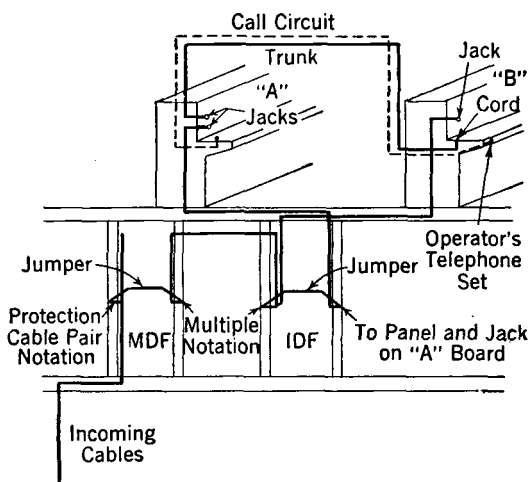 Call Circuit
Trunk
"A"
Jacks
Jack
"B"
Cord
Operator's
Telephone
Set
Jumper
Protection
Cable Pair
Notation
MDF
Multiple
Notation
IDF
Jumper
To Panel and Jack
on "A" Board
Incoming
Cables